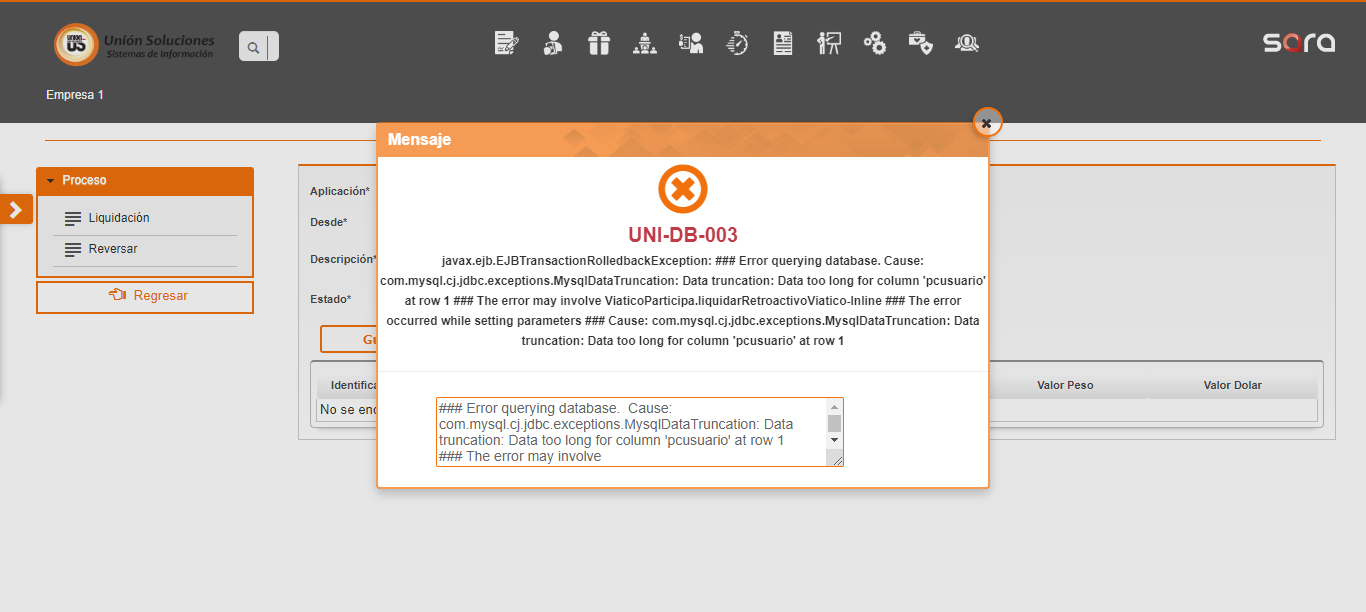 UNION
US
Unión Soluciones
Sistemas de Información
sara
Empresa 1
Mensaje
Proceso
Liquidación
Reversar
Regresar
Aplicación*
Desde*
Descripción*
Estado*
UNI-DB-003
javax.ejb.EJBTransactionRolledbackException: ### Error querying database. Cause:
com.mysql.cj.jdbc.exceptions.MysqlDataTruncation: Data truncation: Data too long for column 'pcusuario'
at row 1 ### The error may involve ViaticoParticipa.liquidarRetroactivoViatico-Inline ### The error
occurred while setting parameters ### Cause: com.mysql.cj.jdbc.exceptions.MysqlDataTruncation: Data
truncation: Data too long for column 'pcusuario' at row 1
Identifica
Valor Peso
Valor Dolar
No se en
### Error querying database.  Cause:
com.mysql.cj.jdbc.exceptions.MysqlDataTruncation: Data
truncation: Data too long for column 'pcusuario' at row 1
### The error may involve